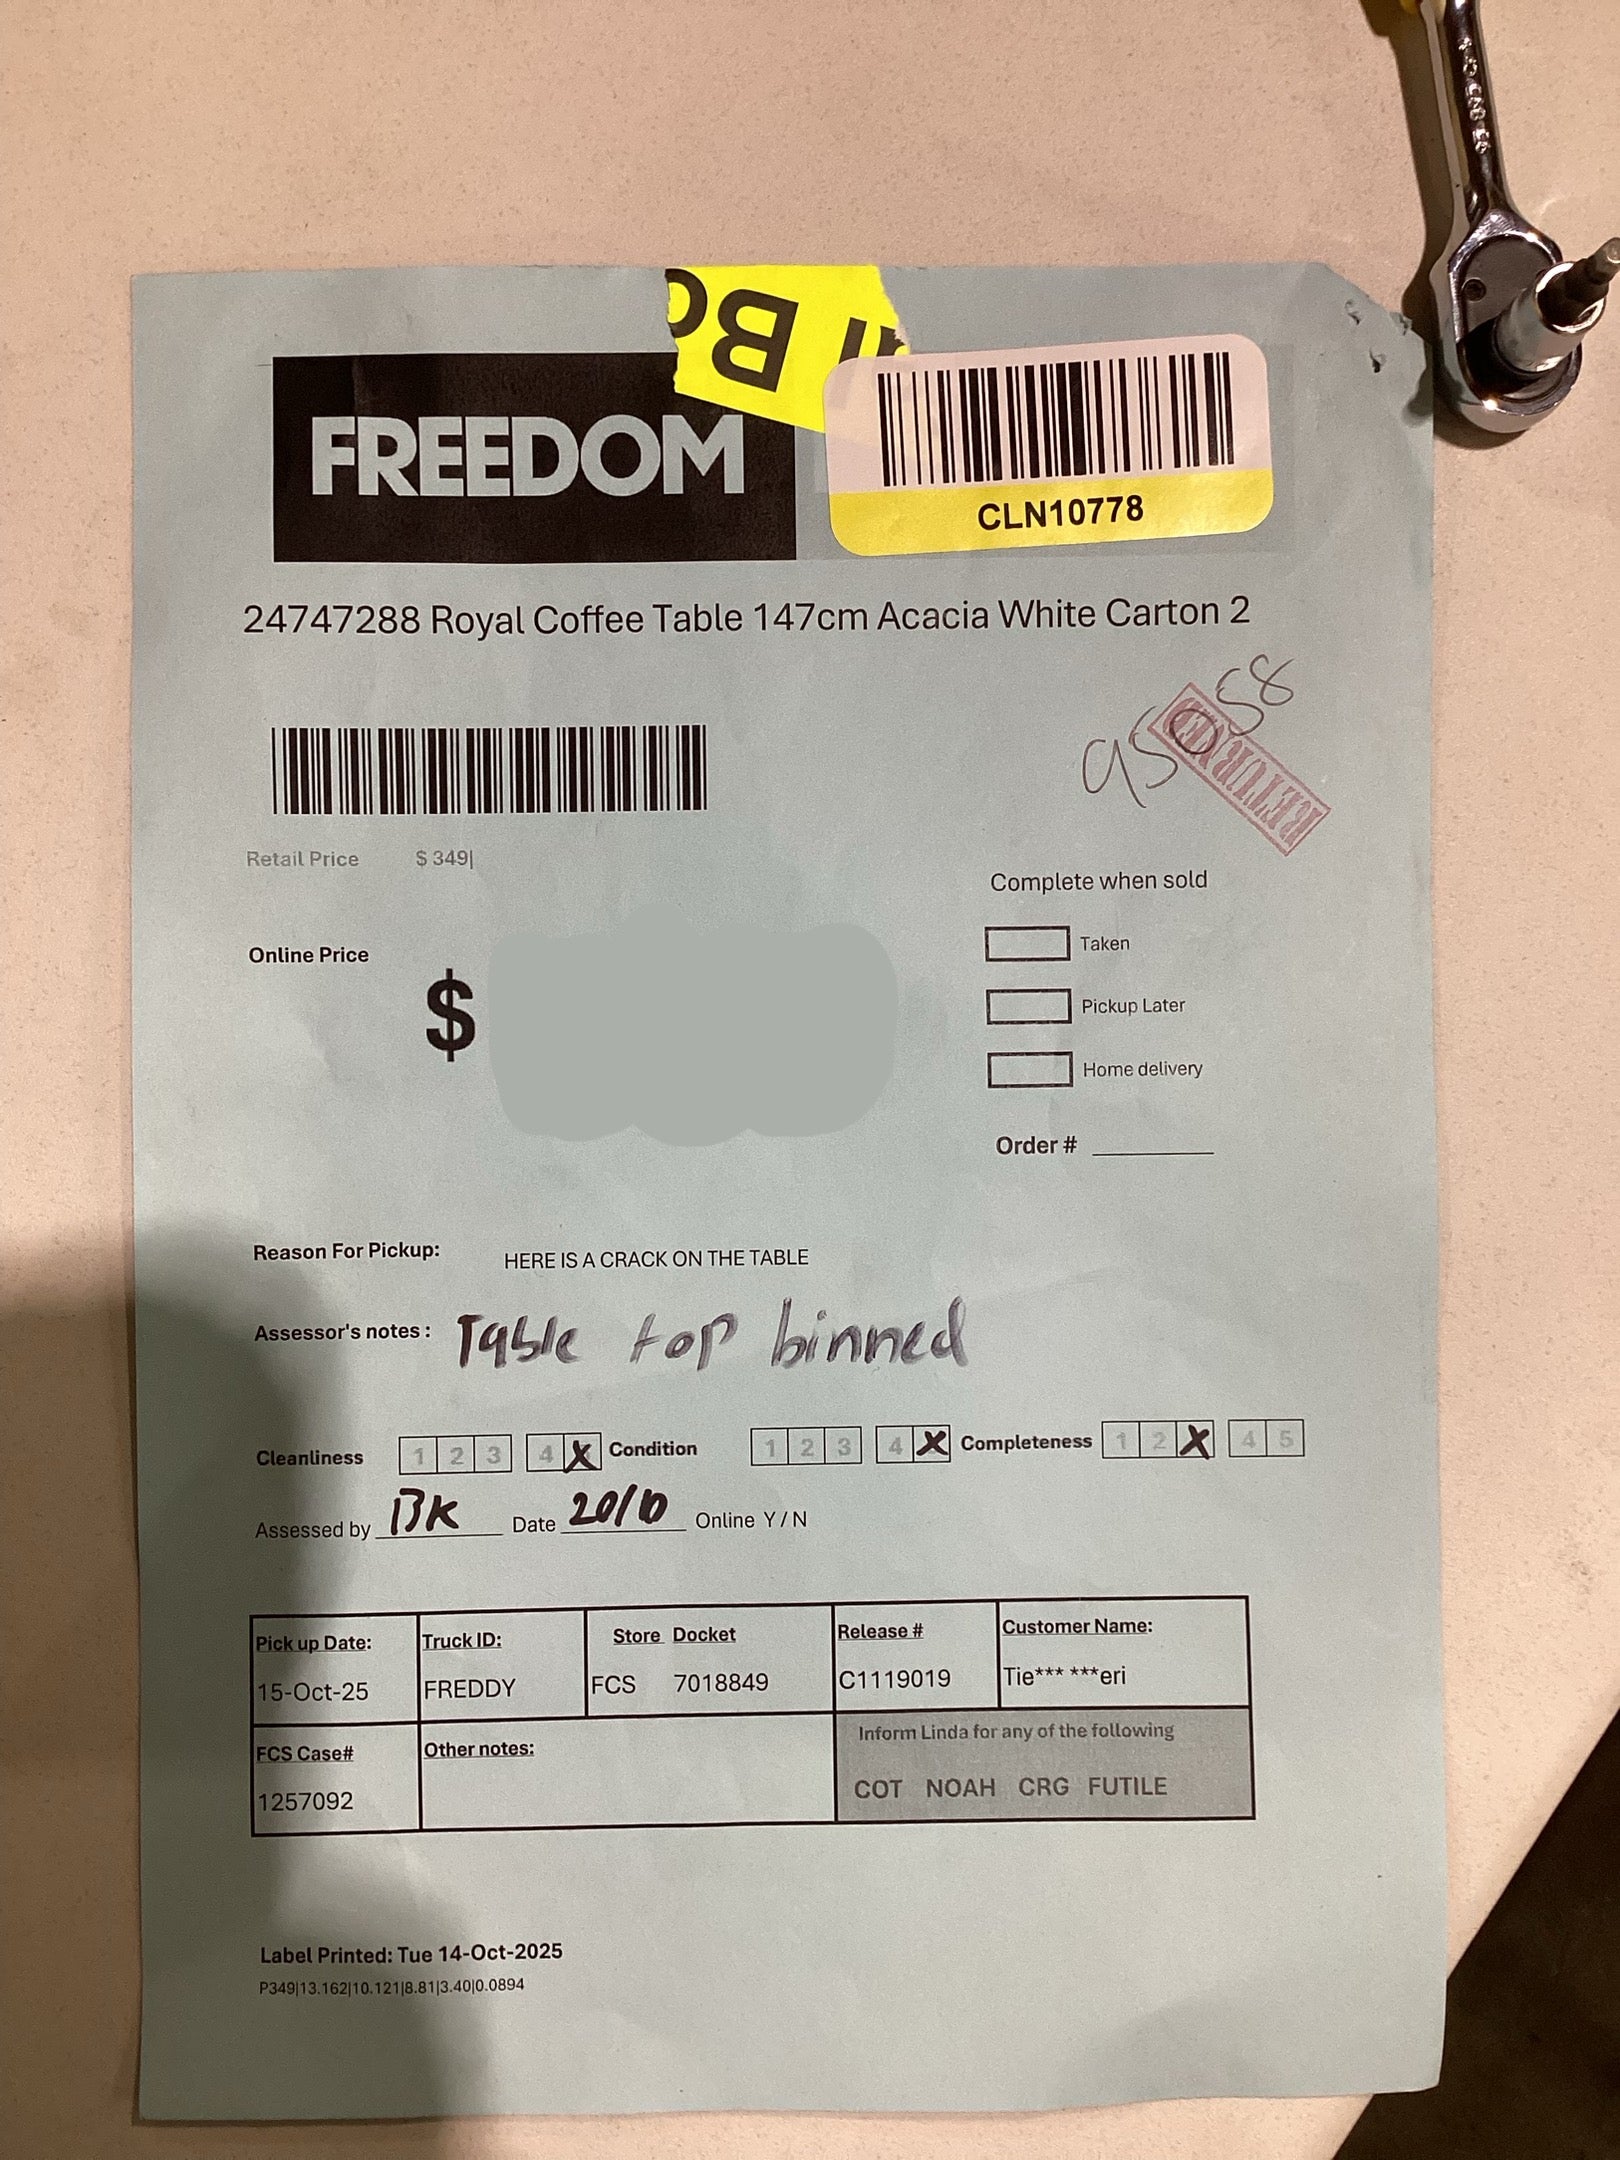 Bo
FREEDOM
CLN10778
24747288 Royal Coffee Table 147cm Acacia White Carton 2
95058
RETURNED
Retail Price $ 349|
Complete when sold
Taken
Online Price
$
Pickup Later
Home delivery
Order #
Reason For Pickup: HERE IS A CRACK ON THE TABLE
Assessor's notes : Table top binned
Cleanliness 1 2 3 4 X Condition 1 2 3 4 X Completeness 1 2 X 4 5
Assessed by BK Date 20/10 Online Y / N
Pick up Date: Truck ID: Store Docket Release # Customer Name:
15-Oct-25 FREDDY FCS 7018849 C1119019 Tie*** ***eri
FCS Case# Other notes: Inform Linda for any of the following
1257092 COT NOAH CRG FUTILE
Label Printed: Tue 14-Oct-2025
P349|13.162|10.121|8.81|3.40|0.0894